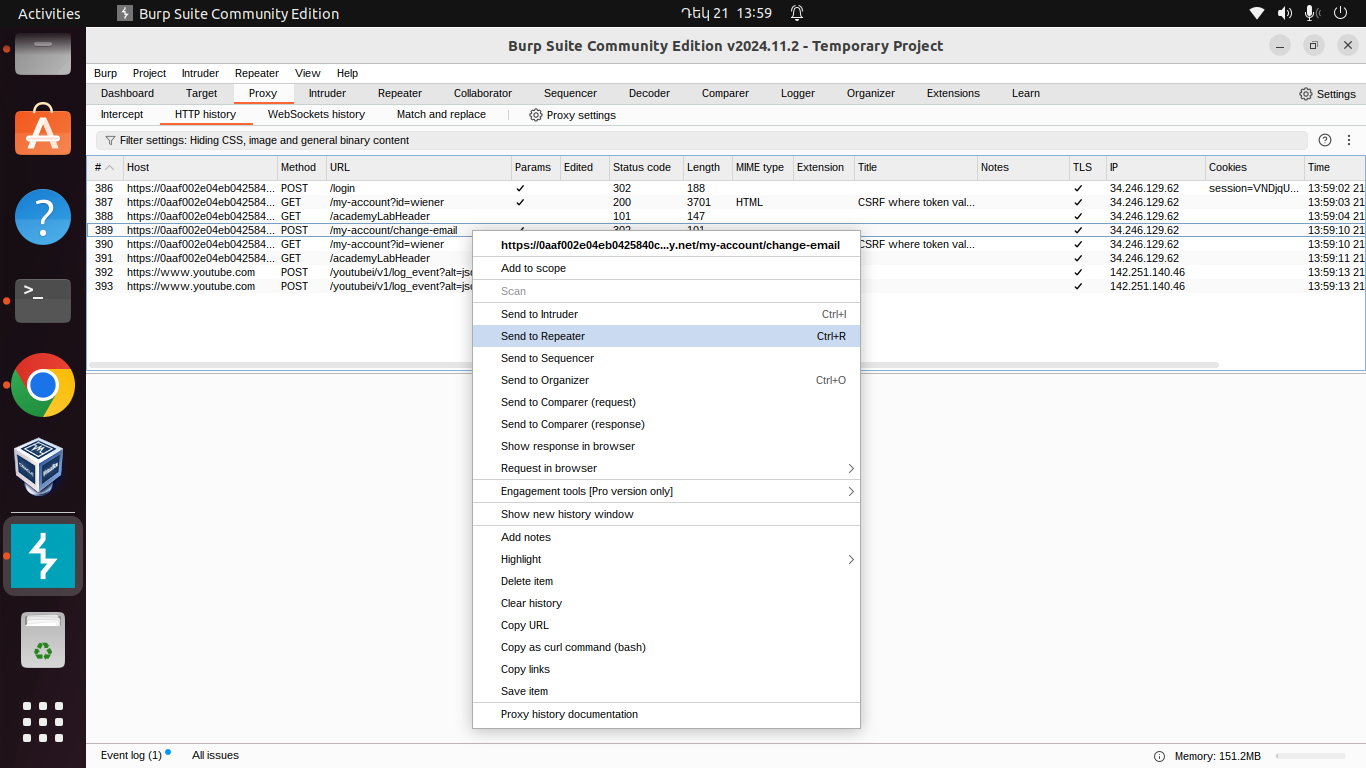 Activities Burp Suite Community Edition Դեկ 21 13:59
Burp Suite Community Edition v2024.11.2 - Temporary Project
Burp Project Intruder Repeater View Help
Dashboard Target Proxy Intruder Repeater Collaborator Sequencer Decoder Comparer Logger Organizer Extensions Learn Settings
Intercept HTTP history WebSockets history Match and replace Proxy settings
Filter settings: Hiding CSS, image and general binary content
# Host Method URL Params Edited Status code Length MIME type Extension Title Notes TLS IP Cookies Time
386 https://0aaf002e04eb042584... POST /login ✓ 302 188 ✓ 34.246.129.62 session=VNDjqU... 13:59:02 21
387 https://0aaf002e04eb042584... GET /my-account?id=wiener ✓ 200 3701 HTML CSRF where token val... ✓ 34.246.129.62 13:59:03 21
388 https://0aaf002e04eb042584... GET /academyLabHeader 101 147 ✓ 34.246.129.62 13:59:04 21
389 https://0aaf002e04eb042584... POST /my-account/change-email ✓ 302 101 ✓ 34.246.129.62 13:59:10 21
390 https://0aaf002e04eb042584... GET /my-account?id=wiener CSRF where token val... ✓ 34.246.129.62 13:59:10 21
391 https://0aaf002e04eb042584... GET /academyLabHeader ✓ 34.246.129.62 13:59:11 21
392 https://www.youtube.com POST /youtubei/v1/log_event?alt=jso ✓ 142.251.140.46 13:59:13 21
393 https://www.youtube.com POST /youtubei/v1/log_event?alt=jso ✓ 142.251.140.46 13:59:13 21
https://0aaf002e04eb0425840c...y.net/my-account/change-email
Add to scope
Scan
Send to Intruder Ctrl+I
Send to Repeater Ctrl+R
Send to Sequencer
Send to Organizer Ctrl+O
Send to Comparer (request)
Send to Comparer (response)
Show response in browser
Request in browser
Engagement tools [Pro version only]
Show new history window
Add notes
Highlight
Delete item
Clear history
Copy URL
Copy as curl command (bash)
Copy links
Save item
Proxy history documentation
Event log (1) All issues Memory: 151.2MB